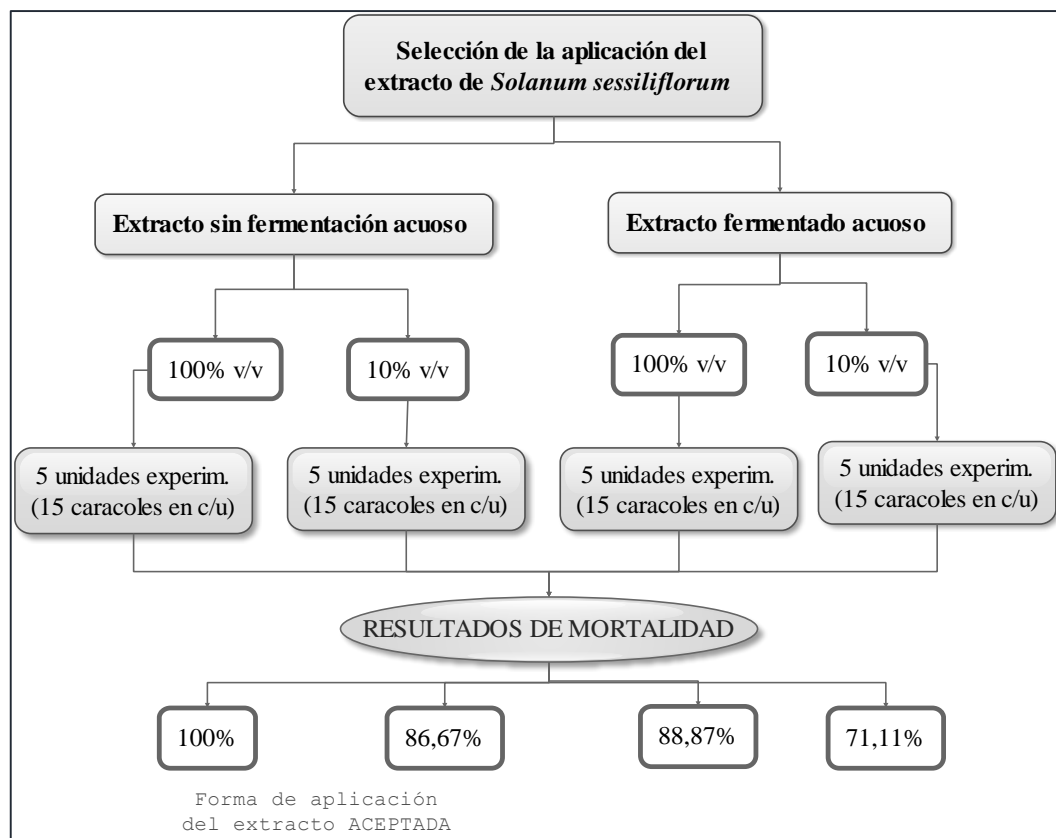 Selección de la aplicación del
extracto de Solanum sessiliflorum
Extracto sin fermentación acuoso
Extracto fermentado acuoso
100% v/v
10% v/v
100% v/v
10% v/v
5 unidades experim.
(15 caracoles en c/u)
5 unidades experim.
(15 caracoles en c/u)
5 unidades experim.
(15 caracoles en c/u)
5 unidades experim.
(15 caracoles en c/u)
RESULTADOS DE MORTALIDAD
100%
86,67%
88,87%
71,11%
Forma de aplicación
del extracto ACEPTADA